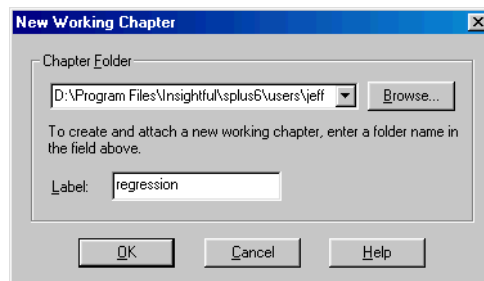 New Working Chapter
Chapter Folder
D:\Program Files\Insightful\splus6\users\jeff
Browse...
To create and attach a new working chapter, enter a folder name in
the field above.
Label: regression
OK Cancel Help